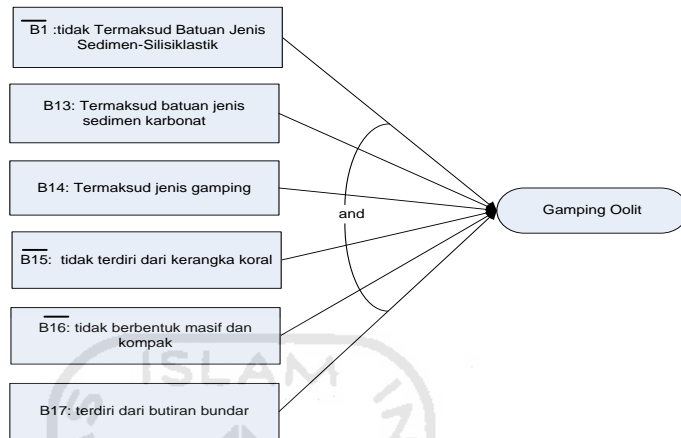 B1 :tidak Termaksud Batuan Jenis
Sedimen-Silisiklastik
B13: Termaksud batuan jenis
sedimen karbonat
B14: Termaksud jenis gamping
B15: tidak terdiri dari kerangka koral
B16: tidak berbentuk masif dan
kompak
B17: terdiri dari butiran bundar
and
Gamping Oolit
ISLAM